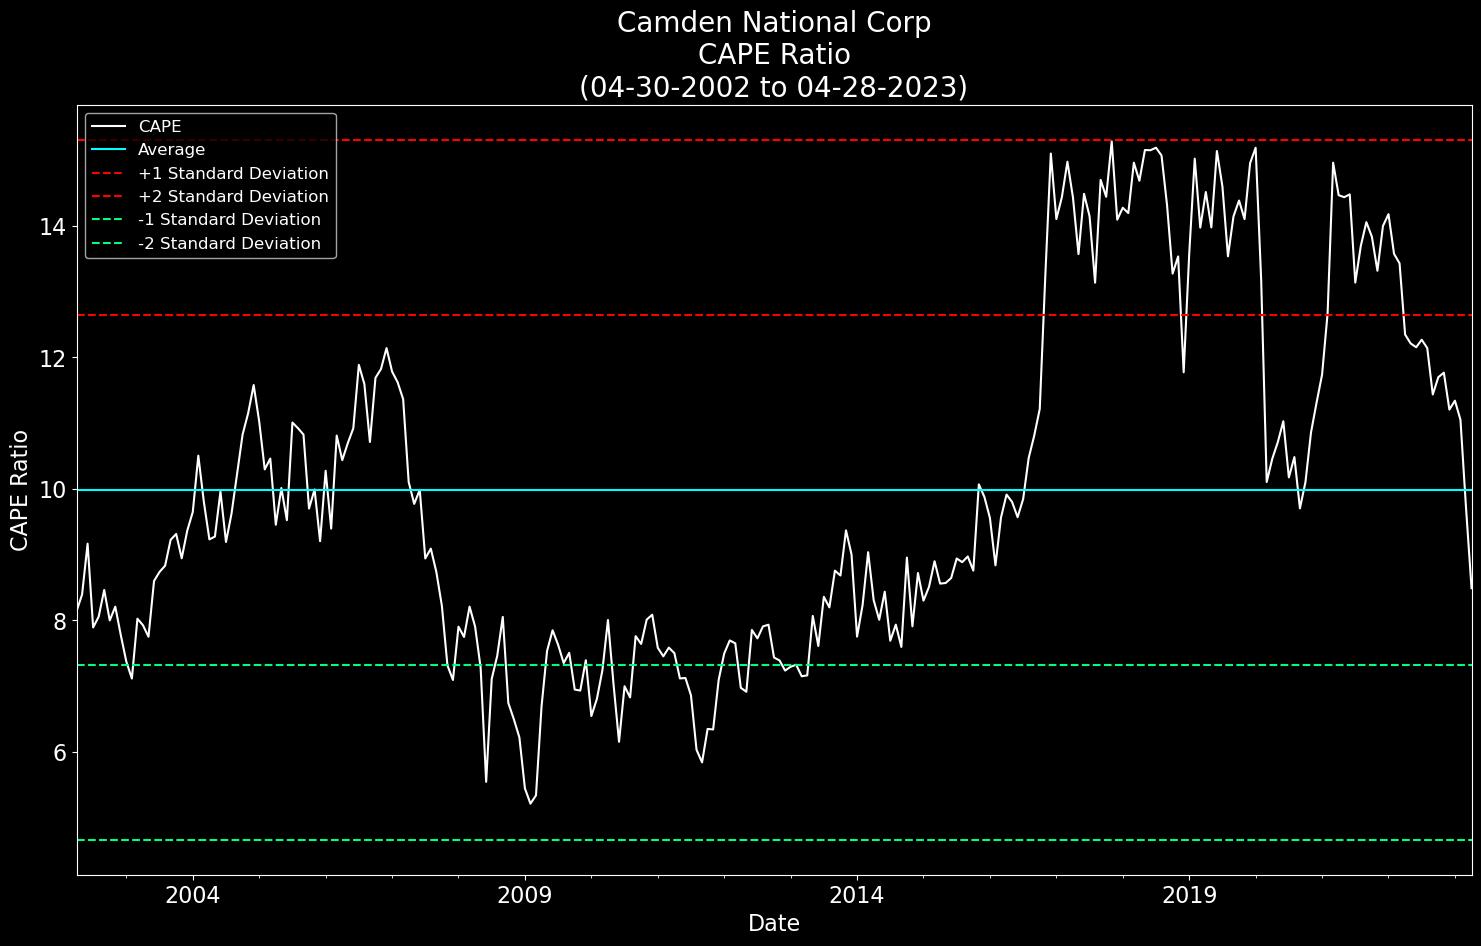 Camden National Corp
CAPE Ratio
(04-30-2002 to 04-28-2023)
CAPE
Average
+1 Standard Deviation
+2 Standard Deviation
-1 Standard Deviation
-2 Standard Deviation
CAPE Ratio
14
12
10
8
6
2004
2009
2014
2019
Date